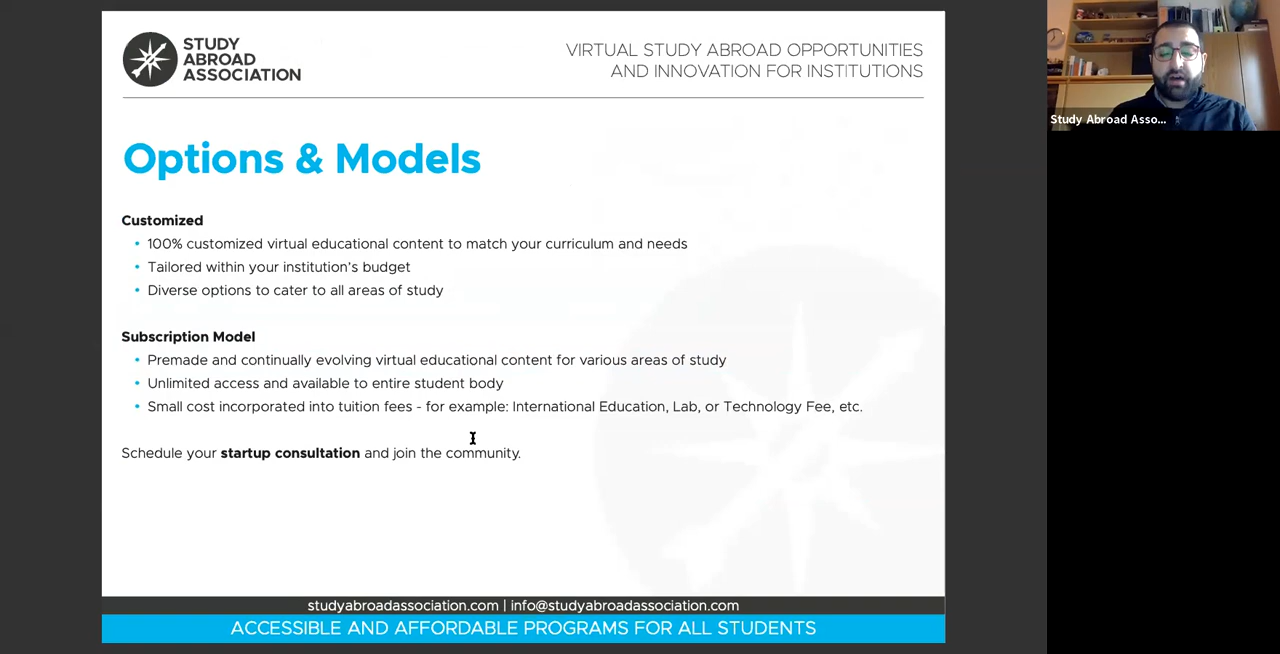 STUDY
ABROAD
ASSOCIATION
VIRTUAL STUDY ABROAD OPPORTUNITIES
AND INNOVATION FOR INSTITUTIONS
Options & Models
Customized
• 100% customized virtual educational content to match your curriculum and needs
• Tailored within your institution's budget
• Diverse options to cater to all areas of study
Subscription Model
• Premade and continually evolving virtual educational content for various areas of study
• Unlimited access and available to entire student body
• Small cost incorporated into tuition fees - for example: International Education, Lab, or Technology Fee, etc.
Schedule your startup consultation and join the community.
studyabroadassociation.com | info@studyabroadassociation.com
ACCESSIBLE AND AFFORDABLE PROGRAMS FOR ALL STUDENTS
Study Abroad Asso...